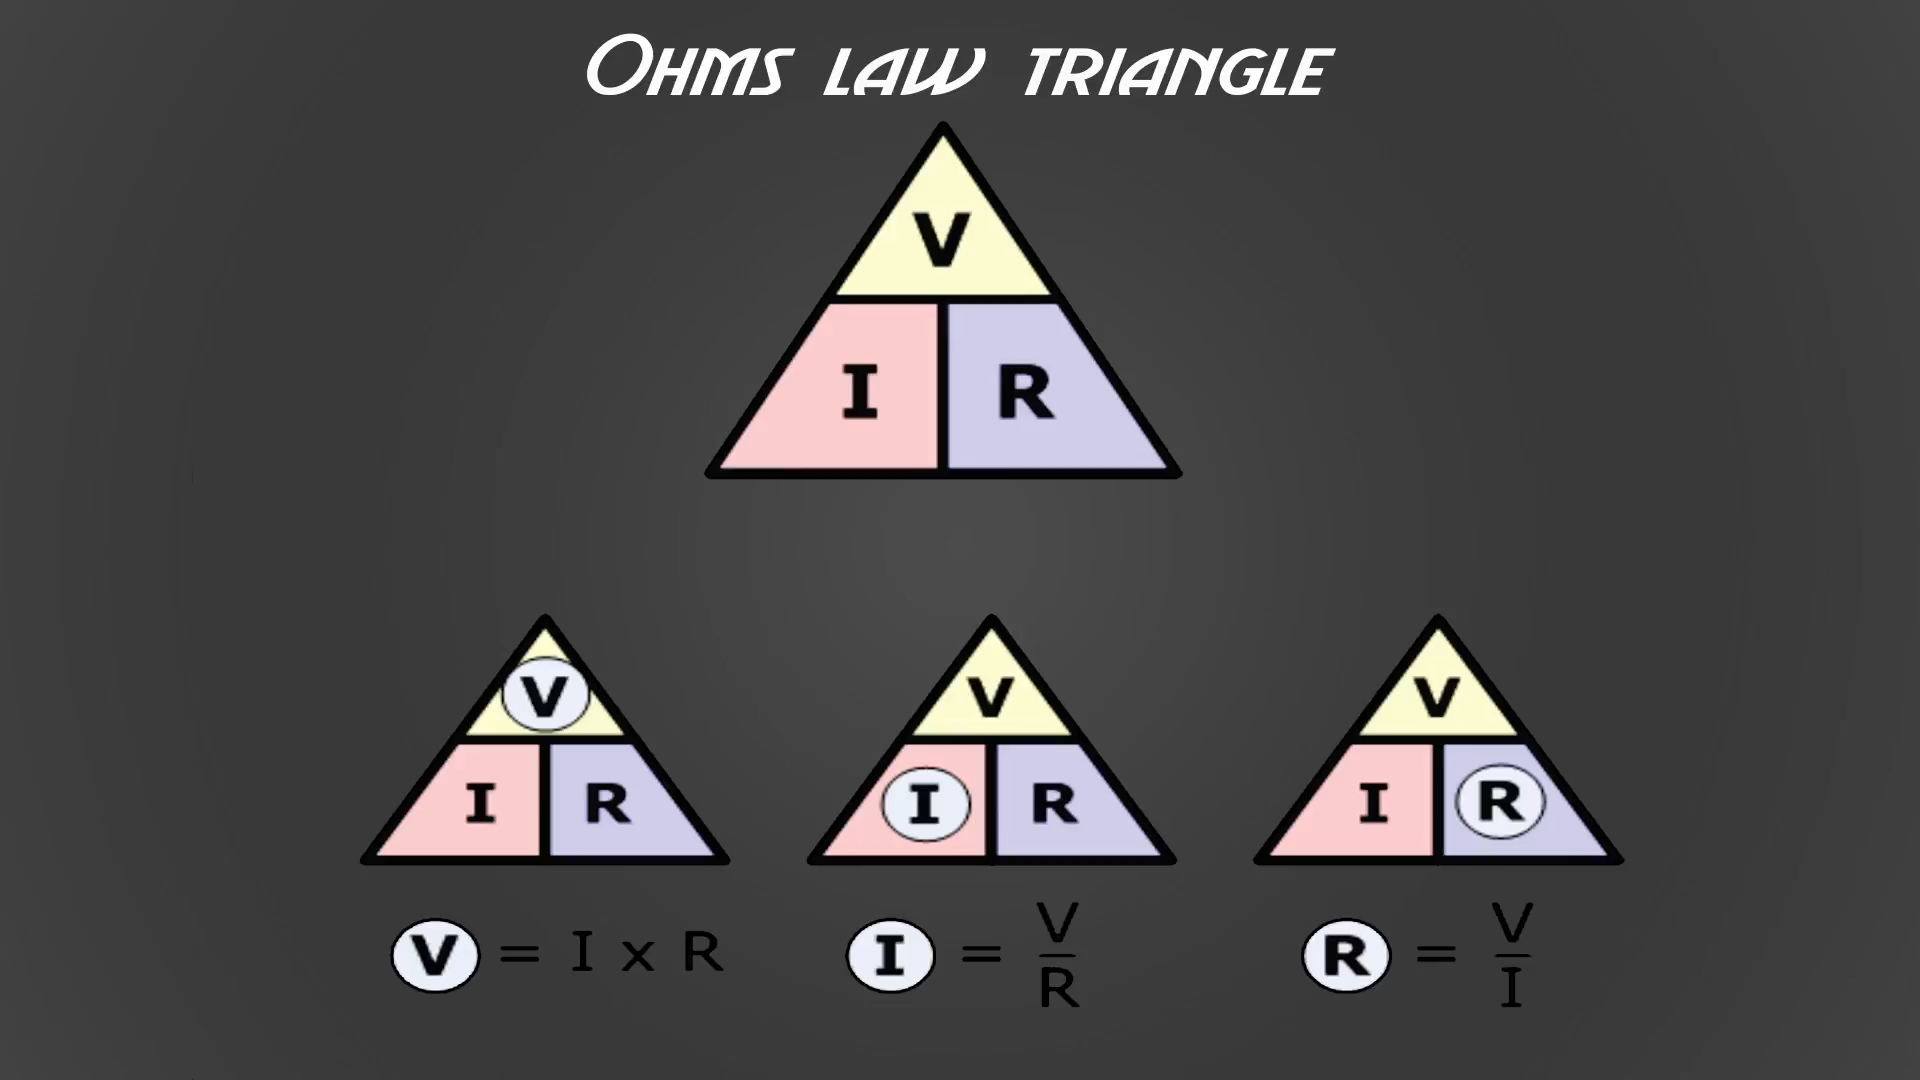 Ohms law triangle
V
I R
V
I R
V
I R
V
I R
V = I x R
I = V
R
R = V
I